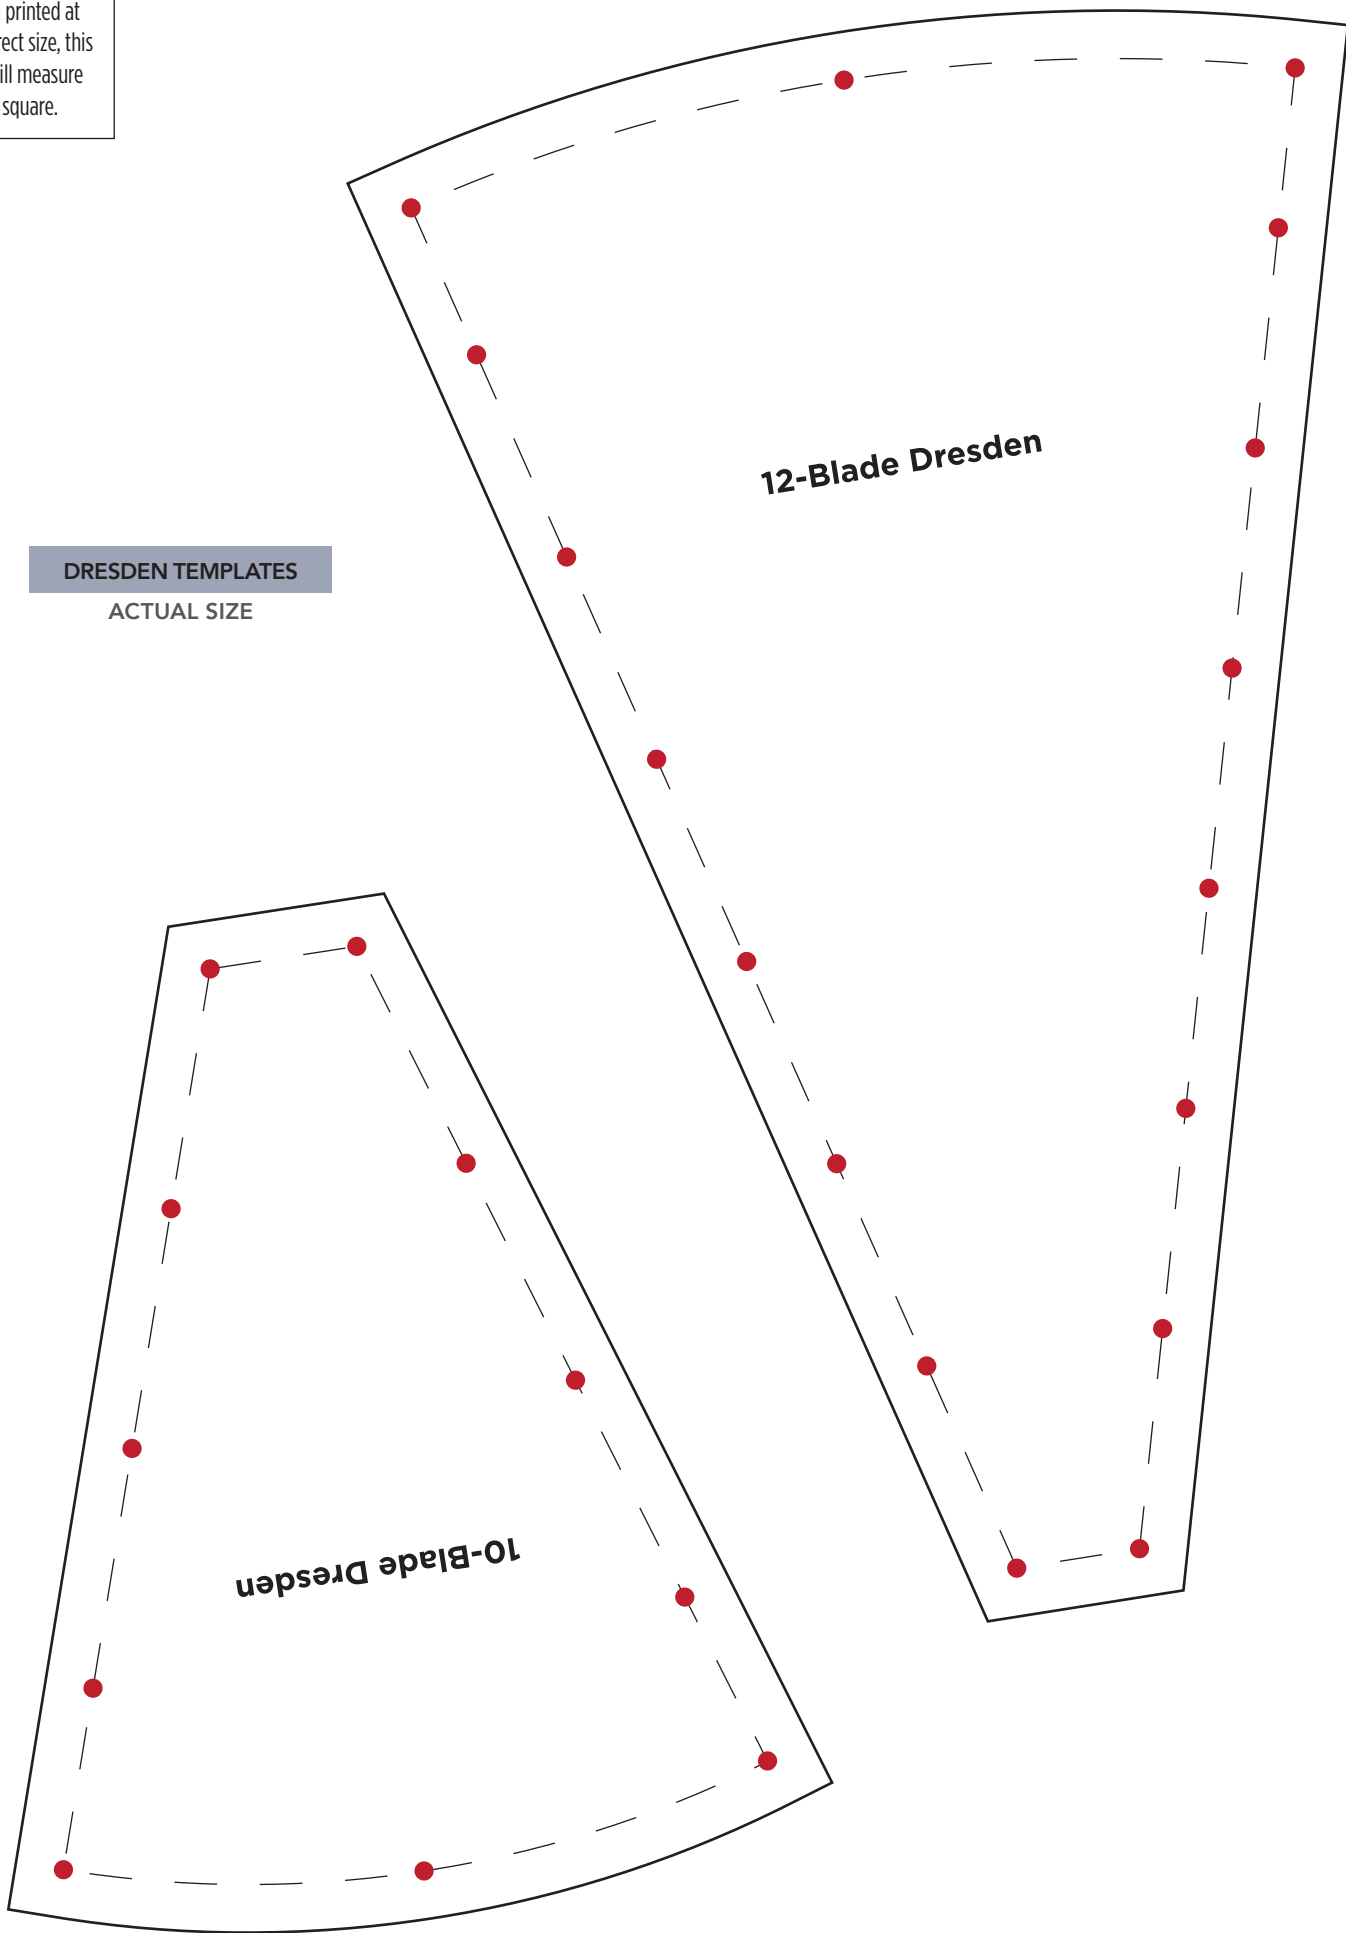 printed at
rect size, this
ill measure
square.
12-Blade Dresden
DRESDEN TEMPLATES
ACTUAL SIZE
10-Blade Dresden